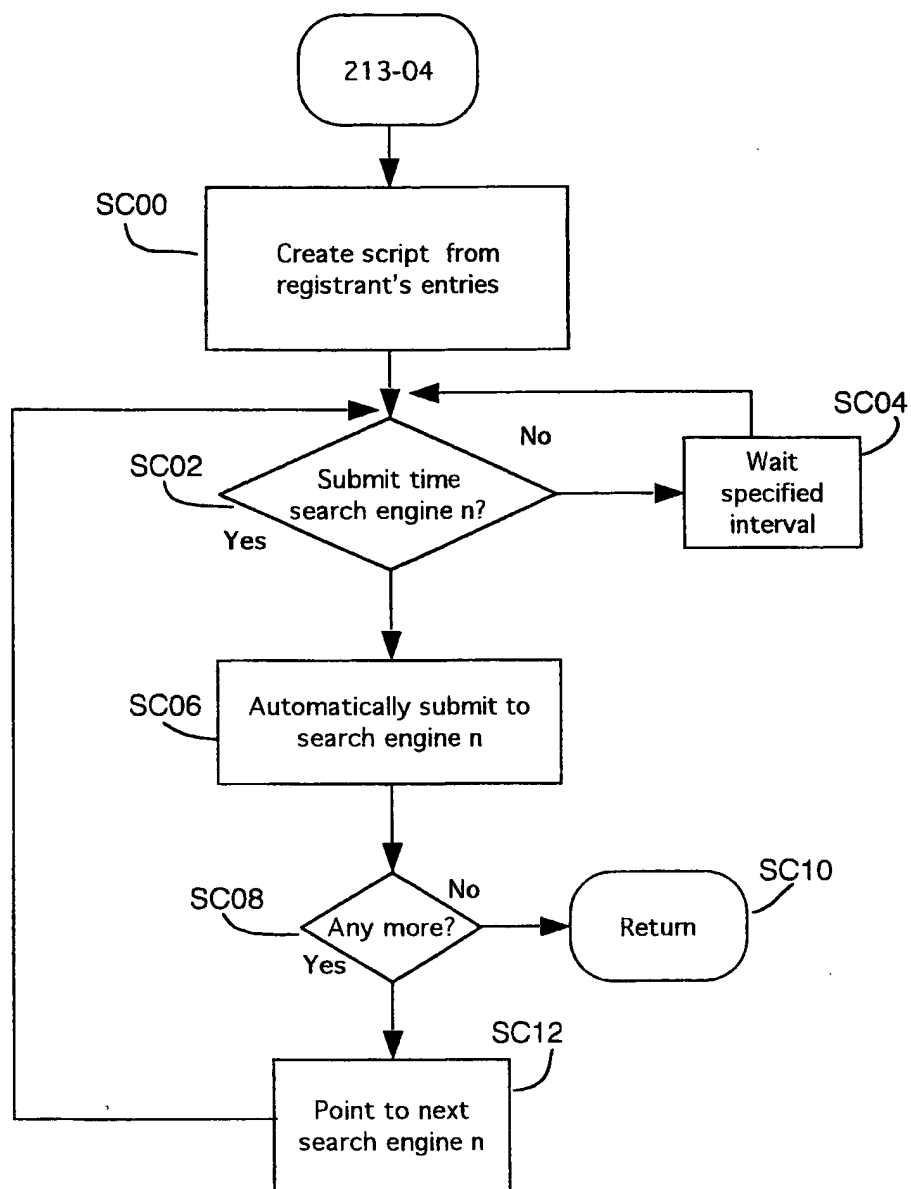 213-04
SC00
Create script from
registrant's entries
SC04
No
Wait
specified
interval
SC02
Submit time
search engine n?
Yes
SC06
Automatically submit to
search engine n
SC10
No
SC08
Any more?
Return
Yes
SC12
Point to next
search engine n